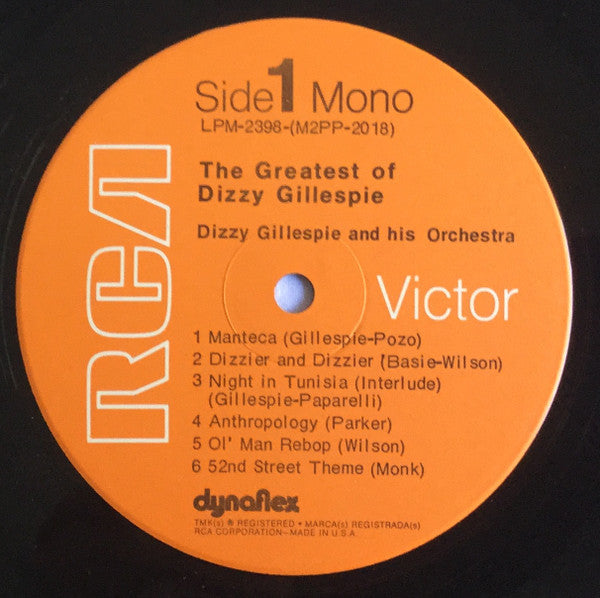 Side 1 Mono
LPM-2398-(M2PP-2018)
The Greatest of
Dizzy Gillespie
Dizzy Gillespie and his Orchestra
RCA
Victor
1 Manteca (Gillespie-Pozo)
2 Dizzier and Dizzier (Basie-Wilson)
3 Night in Tunisia (Interlude)
(Gillespie-Paparelli)
4 Anthropology (Parker)
5 Ol' Man Rebop (Wilson)
6 52nd Street Theme (Monk)
dynaflex
TMK(s) ® REGISTERED • MARCA(s) REGISTRADA(s)
RCA CORPORATION—MADE IN U.S.A.